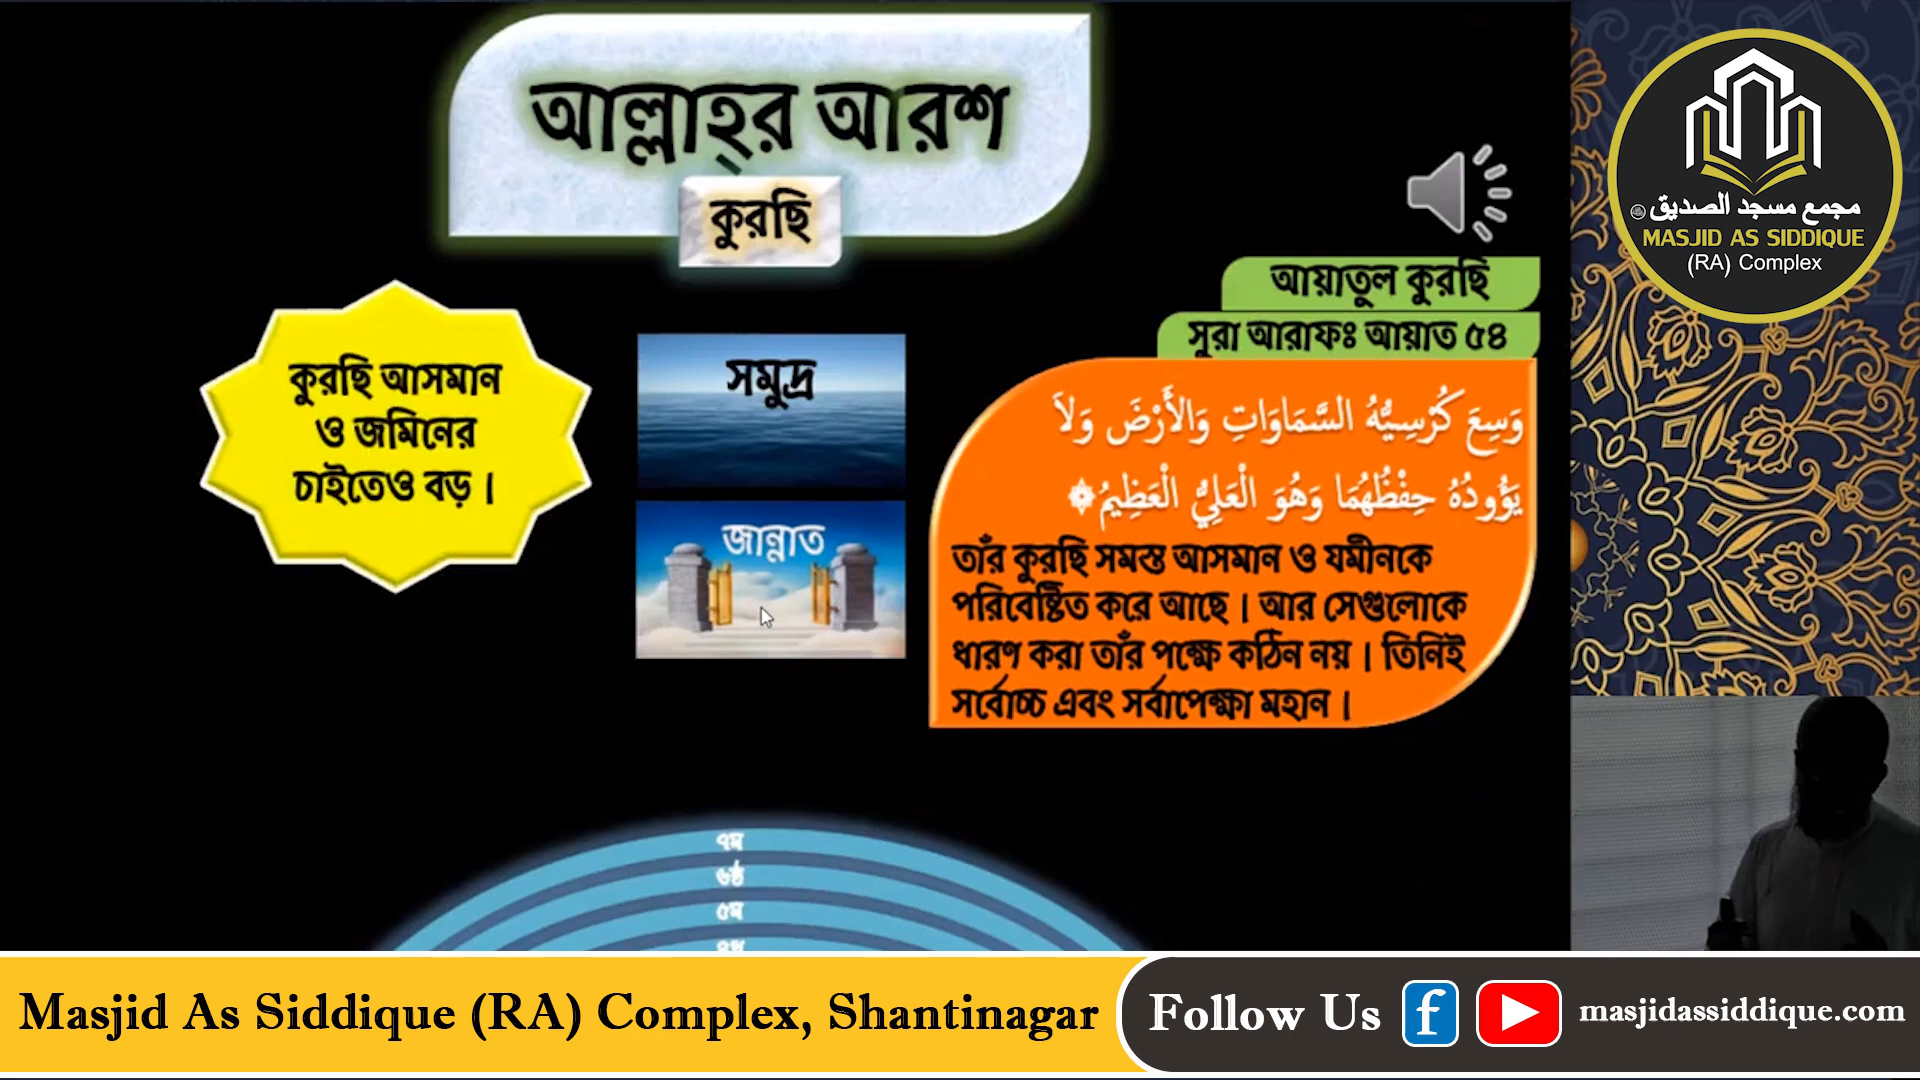 আল্লাহ্‌র আরশ
কুরছি
কুরছি আসমান
ও জমিনের
চাইতেও বড়।
সমুদ্র
জান্নাত
আয়াতুল কুরছি
সুরা আরাফঃ আয়াত ৫৪
وَسِعَ كُرْسِيُّهُ السَّمَاوَاتِ وَالأَرْضَ وَلاَ
يَؤُودُهُ حِفْظُهُمَا وَهُوَ الْعَلِيُّ الْعَظِيمُ
তাঁর কুরছি সমস্ত আসমান ও যমীনকে
পরিবেষ্টিত করে আছে। আর সেগুলোকে
ধারণ করা তাঁর পক্ষে কঠিন নয়। তিনিই
সর্বোচ্চ এবং সর্বাপেক্ষা মহান।
৭ম
৬ষ্ঠ
৫ম
مجمع مسجد الصديق
MASJID AS SIDDIQUE
(RA) Complex
Masjid As Siddique (RA) Complex, Shantinagar
Follow Us
masjidassiddique.com